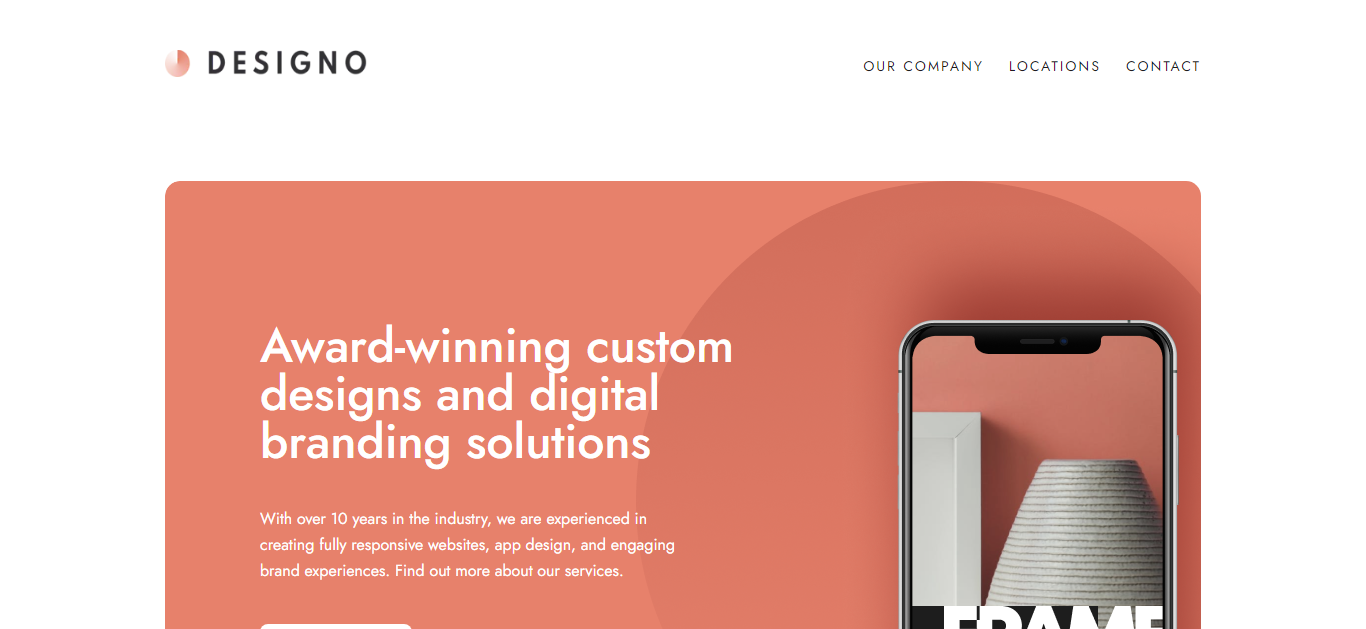 DESIGNO
OUR COMPANY
LOCATIONS
CONTACT
Award-winning custom
designs and digital
branding solutions
With over 10 years in the industry, we are experienced in
creating fully responsive websites, app design, and engaging
brand experiences. Find out more about our services.
FRAME